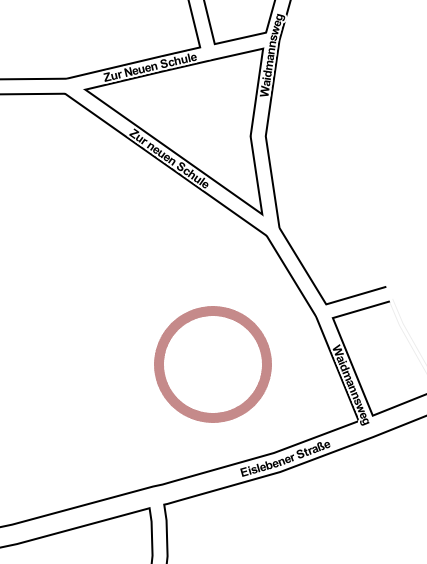 Waidmannsweg
Zur Neuen Schule
Zur neuen Schule
Waidmannsweg
Eislebener Straße